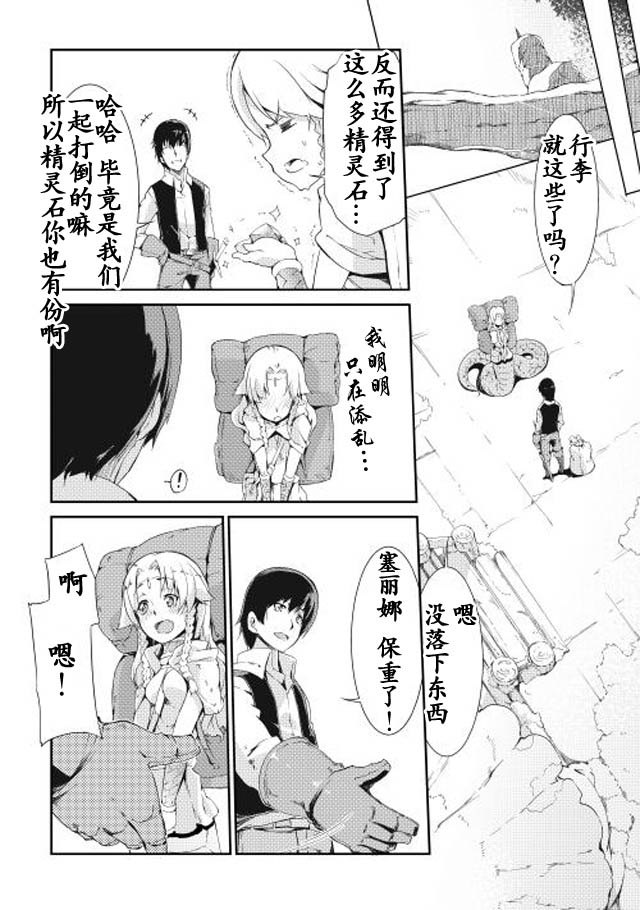 行李
就这些了吗？
嗯
没落下东西
反而还得到了
这么多精灵石…
哈哈 毕竟是我们
一起打倒的嘛
所以精灵石你也有份啊
我明明
只在添乱…
！
塞丽娜 保重了！
啊
嗯！